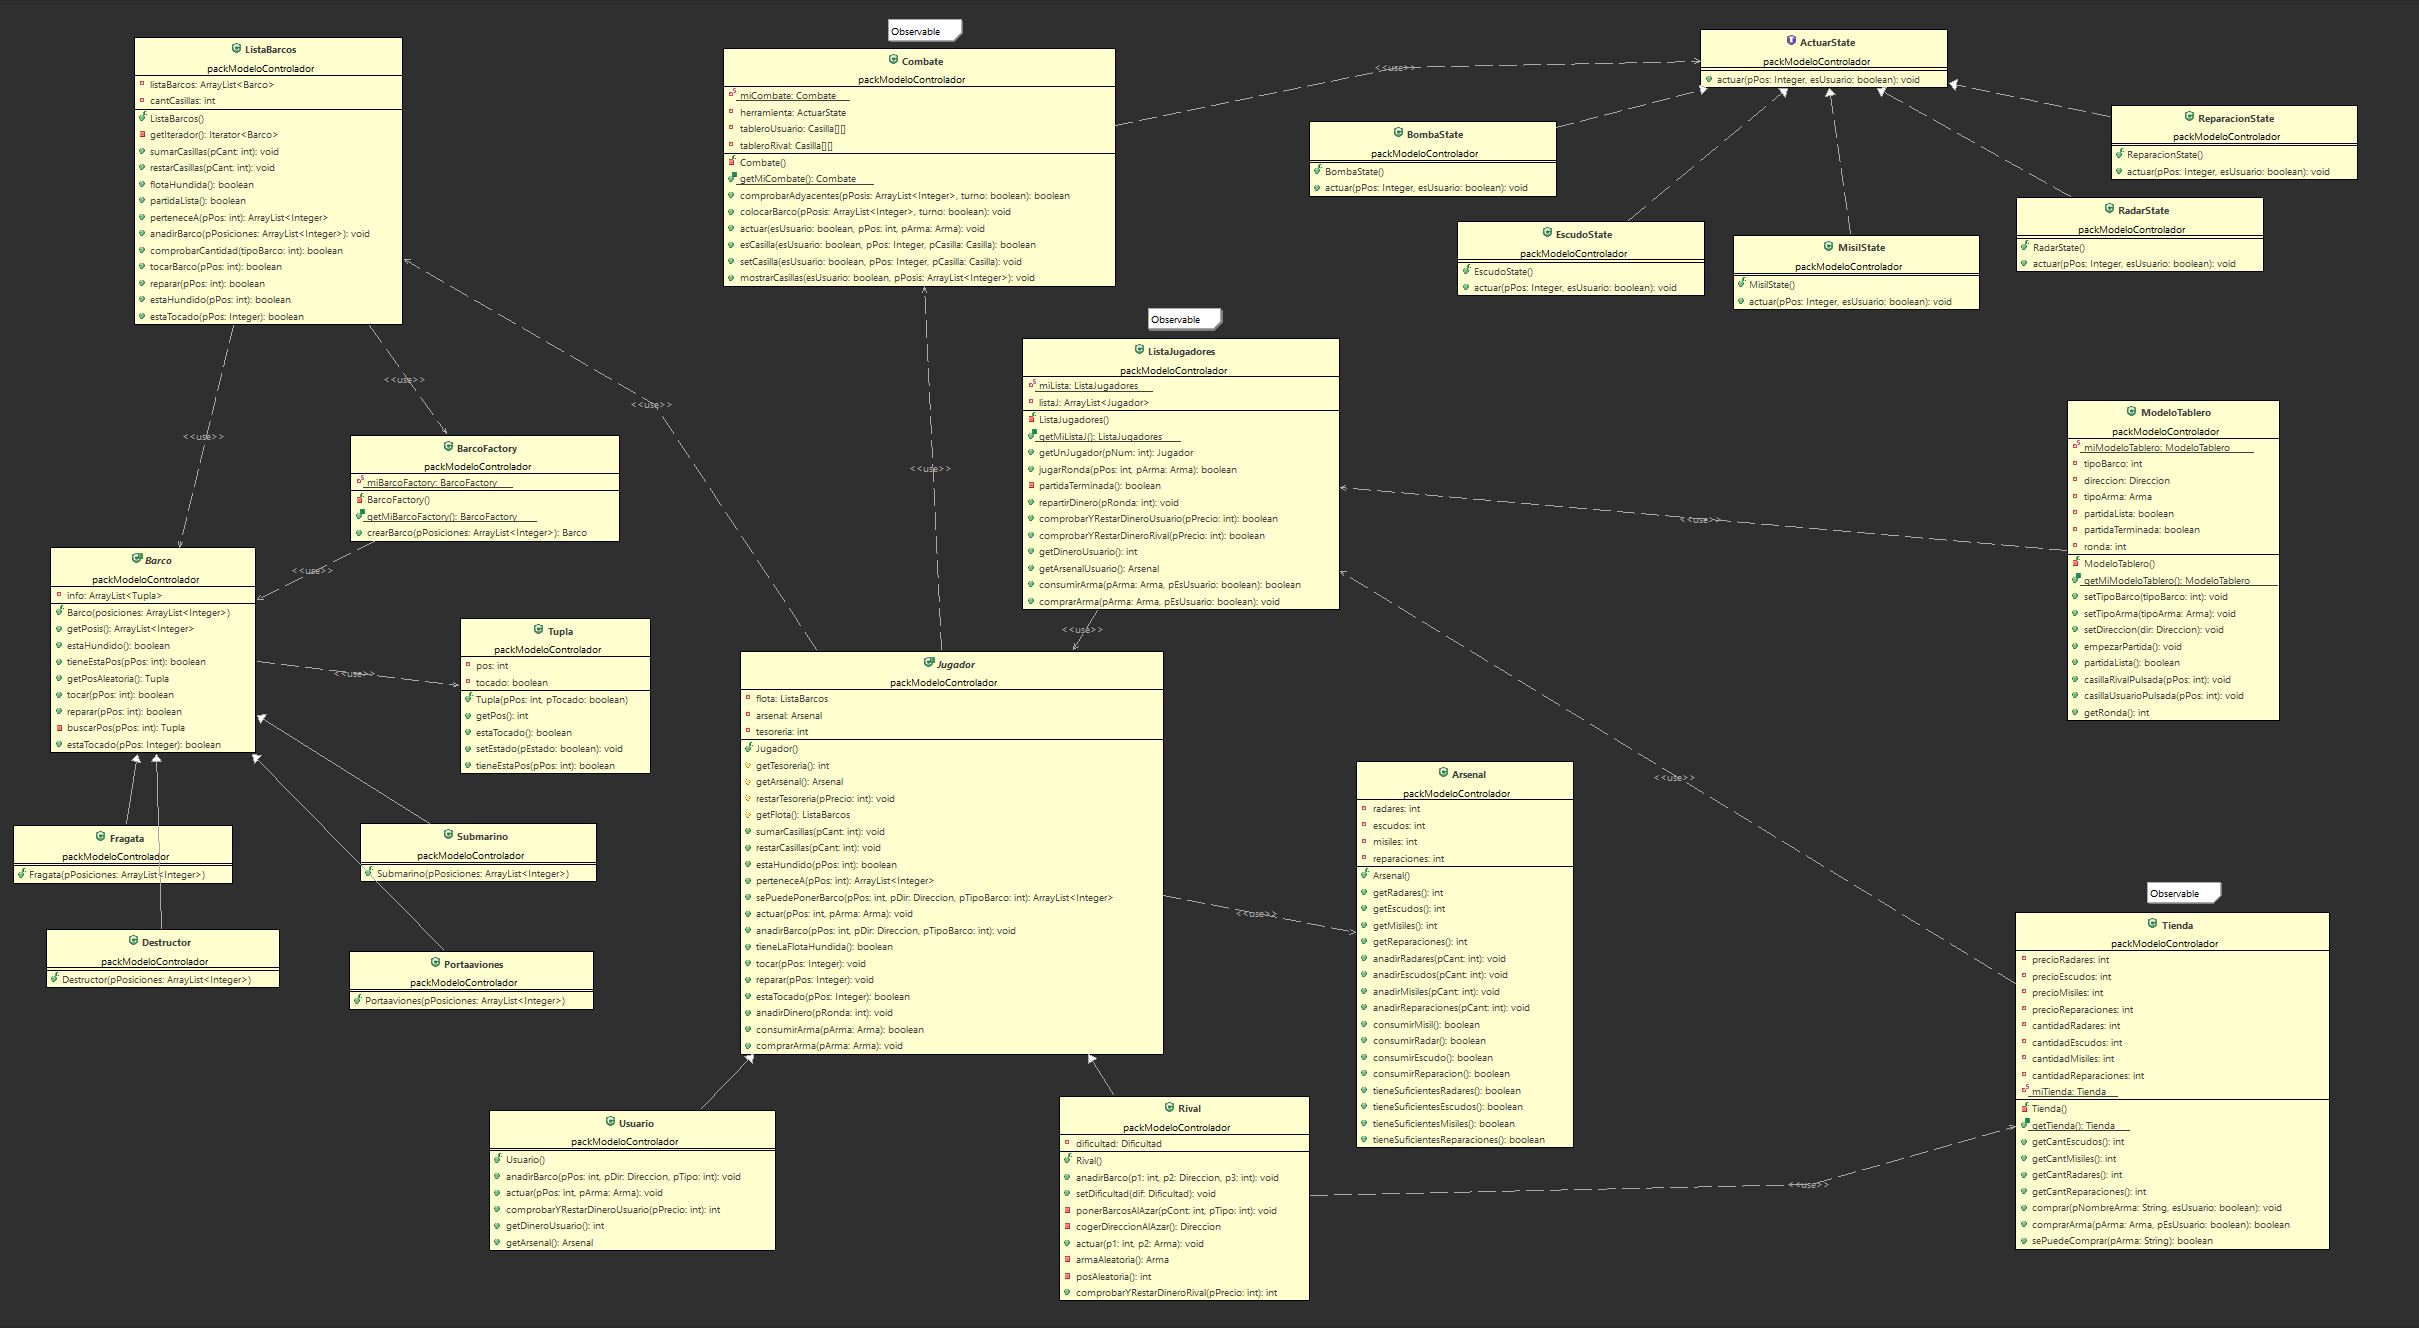 ListaBarcos
packModeloControlador
listaBarcos: ArrayList<Barco>
cantCasillas: int
ListaBarcos()
getIterador(): Iterator<Barco>
sumarCasillas(pCant: int): void
restarCasillas(pCant: int): void
flotaHundida(): boolean
partidaLista(): boolean
perteneceA(pPos: int): ArrayList<Integer>
anadirBarco(pPosiciones: ArrayList<Integer>): void
comprobarCantidad(tipoBarco: int): boolean
tocarBarco(pPos: int): boolean
reparar(pPos: int): boolean
estaHundido(pPos: int): boolean
estaTocado(pPos: Integer): boolean
Observable
Combate
packModeloControlador
miCombate: Combate
herramienta: ActuarState
tableroUsuario: Casilla[][]
tableroRival: Casilla[][]
Combate()
getMiCombate(): Combate
comprobarAdyacentes(pPosis: ArrayList<Integer>, turno: boolean): boolean
colocarBarco(pPosis: ArrayList<Integer>, turno: boolean): void
actuar(esUsuario: boolean, pPos: int, pArma: Arma): void
esCasilla(esUsuario: boolean, pPos: Integer, pCasilla: Casilla): boolean
setCasilla(esUsuario: boolean, pPos: Integer, pCasilla: Casilla): void
mostrarCasillas(esUsuario: boolean, pPosis: ArrayList<Integer>): void
<<use>>
ActuarState
packModeloControlador
actuar(pPos: Integer, esUsuario: boolean): void
BombaState
packModeloControlador
BombaState()
actuar(pPos: Integer, esUsuario: boolean): void
ReparacionState
packModeloControlador
ReparacionState()
actuar(pPos: Integer, esUsuario: boolean): void
EscudoState
packModeloControlador
EscudoState()
actuar(pPos: Integer, esUsuario: boolean): void
MisilState
packModeloControlador
MisilState()
actuar(pPos: Integer, esUsuario: boolean): void
RadarState
packModeloControlador
RadarState()
actuar(pPos: Integer, esUsuario: boolean): void
Observable
ListaJugadores
packModeloControlador
miLista: ListaJugadores
listaJ: ArrayList<Jugador>
ListaJugadores()
getMiListaJ(): ListaJugadores
getUnJugador(pNum: int): Jugador
jugarRonda(pPos: int, pArma: Arma): boolean
partidaTerminada(): boolean
repartirDinero(pRonda: int): void
comprobarYRestarDineroUsuario(pPrecio: int): boolean
comprobarYRestarDineroRival(pPrecio: int): boolean
getDineroUsuario(): int
getArsenalUsuario(): Arsenal
consumirArma(pArma: Arma, pEsUsuario: boolean): boolean
comprarArma(pArma: Arma, pEsUsuario: boolean): void
ModeloTablero
packModeloControlador
miModeloTablero: ModeloTablero
tipoBarco: int
direccion: Direccion
tipoArma: Arma
partidaLista: boolean
partidaTerminada: boolean
ronda: int
ModeloTablero()
getMiModeloTablero(): ModeloTablero
setTipoBarco(tipoBarco: int): void
setTipoArma(tipoArma: Arma): void
setDireccion(dir: Direccion): void
empezarPartida(): void
partidaLista(): boolean
casillaRivalPulsada(pPos: int): void
casillaUsuarioPulsada(pPos: int): void
getRonda(): int
<<use>>
<<use>>
<<use>>
<<use>>
<<use>>
BarcoFactory
packModeloControlador
miBarcoFactory: BarcoFactory
BarcoFactory()
getMiBarcoFactory(): BarcoFactory
crearBarco(pPosiciones: ArrayList<Integer>): Barco
<<use>>
Barco
packModeloControlador
info: ArrayList<Tupla>
Barco(posiciones: ArrayList<Integer>)
getPosis(): ArrayList<Integer>
estaHundido(): boolean
tieneEstaPos(pPos: int): boolean
getPosAleatoria(): Tupla
tocar(pPos: int): boolean
reparar(pPos: int): boolean
buscarPos(pPos: int): Tupla
estaTocado(pPos: Integer): boolean
<<use>>
Tupla
packModeloControlador
pos: int
tocado: boolean
Tupla(pPos: int, pTocado: boolean)
getPos(): int
estaTocado(): boolean
setEstado(pEstado: boolean): void
tieneEstaPos(pPos: int): boolean
<<use>>
Jugador
packModeloControlador
flota: ListaBarcos
arsenal: Arsenal
tesoreria: int
Jugador()
getTesoreria(): int
getArsenal(): Arsenal
restarTesoreria(pPrecio: int): void
getFlota(): ListaBarcos
sumarCasillas(pCant: int): void
restarCasillas(pCant: int): void
estaHundido(pPos: int): boolean
perteneceA(pPos: int): ArrayList<Integer>
sePuedePonerBarco(pPos: int, pDir: Direccion, pTipoBarco: int): ArrayList<Integer>
actuar(pPos: int, pArma: Arma): void
anadirBarco(pPos: int, pDir: Direccion, pTipoBarco: int): void
tieneLaFlotaHundida(): boolean
tocar(pPos: Integer): void
reparar(pPos: Integer): void
estaTocado(pPos: Integer): boolean
anadirDinero(pRonda: int): void
consumirArma(pArma: Arma): boolean
comprarArma(pArma: Arma): void
<<use>>
<<use>>
Arsenal
packModeloControlador
radares: int
escudos: int
misiles: int
reparaciones: int
Arsenal()
getRadares(): int
getEscudos(): int
getMisiles(): int
getReparaciones(): int
anadirRadares(pCant: int): void
anadirEscudos(pCant: int): void
anadirMisiles(pCant: int): void
anadirReparaciones(pCant: int): void
consumirMisil(): boolean
consumirRadar(): boolean
consumirEscudo(): boolean
consumirReparacion(): boolean
tieneSuficientesRadares(): boolean
tieneSuficientesEscudos(): boolean
tieneSuficientesMisiles(): boolean
tieneSuficientesReparaciones(): boolean
Fragata
packModeloControlador
Fragata(pPosiciones: ArrayList<Integer>)
Submarino
packModeloControlador
Submarino(pPosiciones: ArrayList<Integer>)
Destructor
packModeloControlador
Destructor(pPosiciones: ArrayList<Integer>)
Portaaviones
packModeloControlador
Portaaviones(pPosiciones: ArrayList<Integer>)
Observable
Tienda
packModeloControlador
precioRadares: int
precioEscudos: int
precioMisiles: int
precioReparaciones: int
cantidadRadares: int
cantidadEscudos: int
cantidadMisiles: int
cantidadReparaciones: int
miTienda: Tienda
Tienda()
getTienda(): Tienda
getCantEscudos(): int
getCantMisiles(): int
getCantRadares(): int
getCantReparaciones(): int
comprar(pNombreArma: String, esUsuario: boolean): void
comprarArma(pArma: Arma, pEsUsuario: boolean): boolean
sePuedeComprar(pArma: String): boolean
Usuario
packModeloControlador
Usuario()
anadirBarco(pPos: int, pDir: Direccion, pTipo: int): void
actuar(pPos: int, pArma: Arma): void
comprobarYRestarDineroUsuario(pPrecio: int): int
getDineroUsuario(): int
getArsenal(): Arsenal
Rival
packModeloControlador
dificultad: Dificultad
Rival()
anadirBarco(p1: int, p2: Direccion, p3: int): void
setDificultad(dif: Dificultad): void
ponerBarcosAlAzar(pCont: int, pTipo: int): void
cogerDireccionAlAzar(): Direccion
actuar(p1: int, p2: Arma): void
armaAleatoria(): Arma
posAleatoria(): int
comprobarYRestarDineroRival(pPrecio: int): int
<<use>>